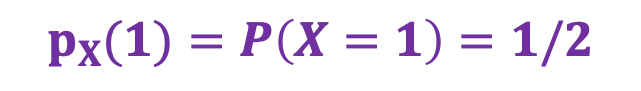 pₓ(1) = P(X = 1) = 1/2